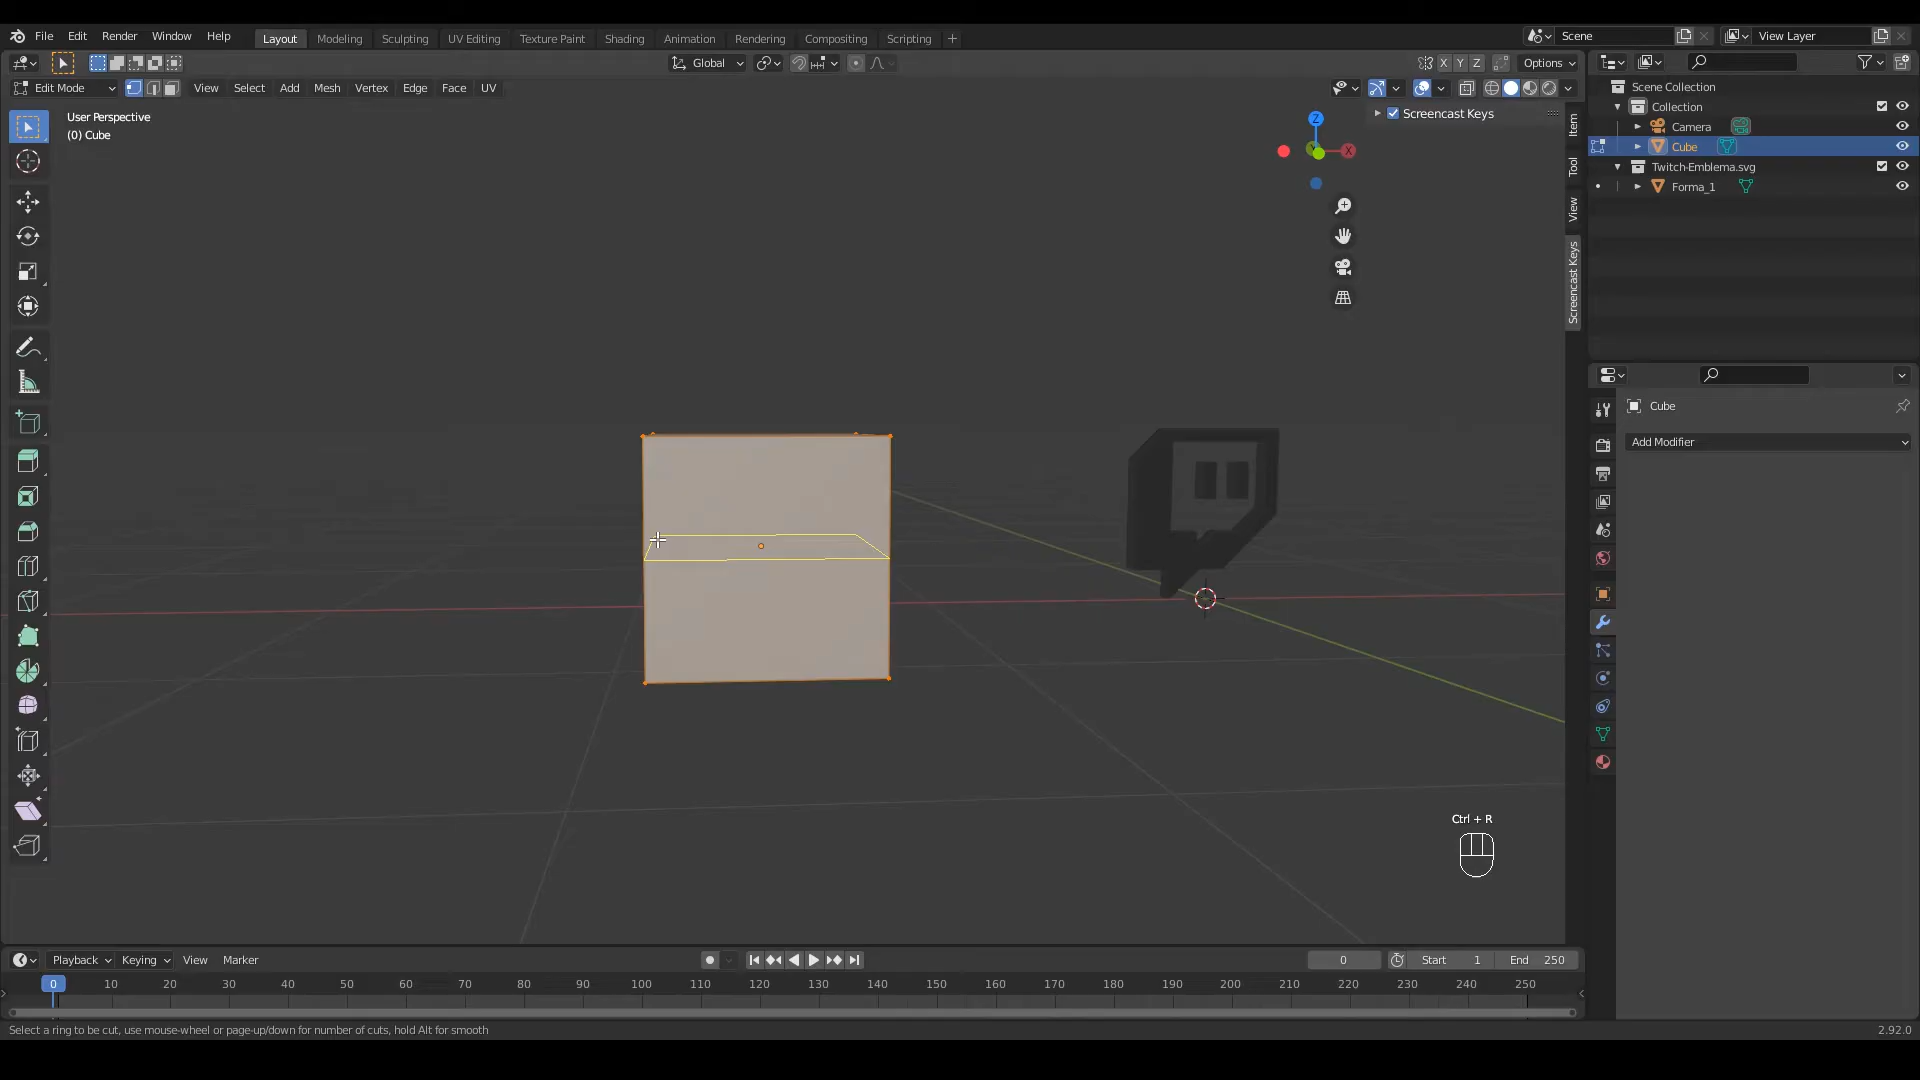 File Edit Render Window Help Layout Modeling Sculpting UV Editing Texture Paint Shading Animation Rendering Compositing Scripting + Scene View Layer
Global X Y Z Options
Edit Mode View Select Add Mesh Vertex Edge Face UV
User Perspective
(0) Cube
Screencast Keys
Z
X
Item
Tool
View
Screencast Keys
Scene Collection
Collection
Camera
Cube
Twitch-Emblema.svg
Forma_1
Cube
Add Modifier
Ctrl + R
Playback Keying View Marker 0 Start 1 End 250
0 10 20 30 40 50 60 70 80 90 100 110 120 130 140 150 160 170 180 190 200 210 220 230 240 250
Select a ring to be cut, use mouse-wheel or page-up/down for number of cuts, hold Alt for smooth 2.92.0